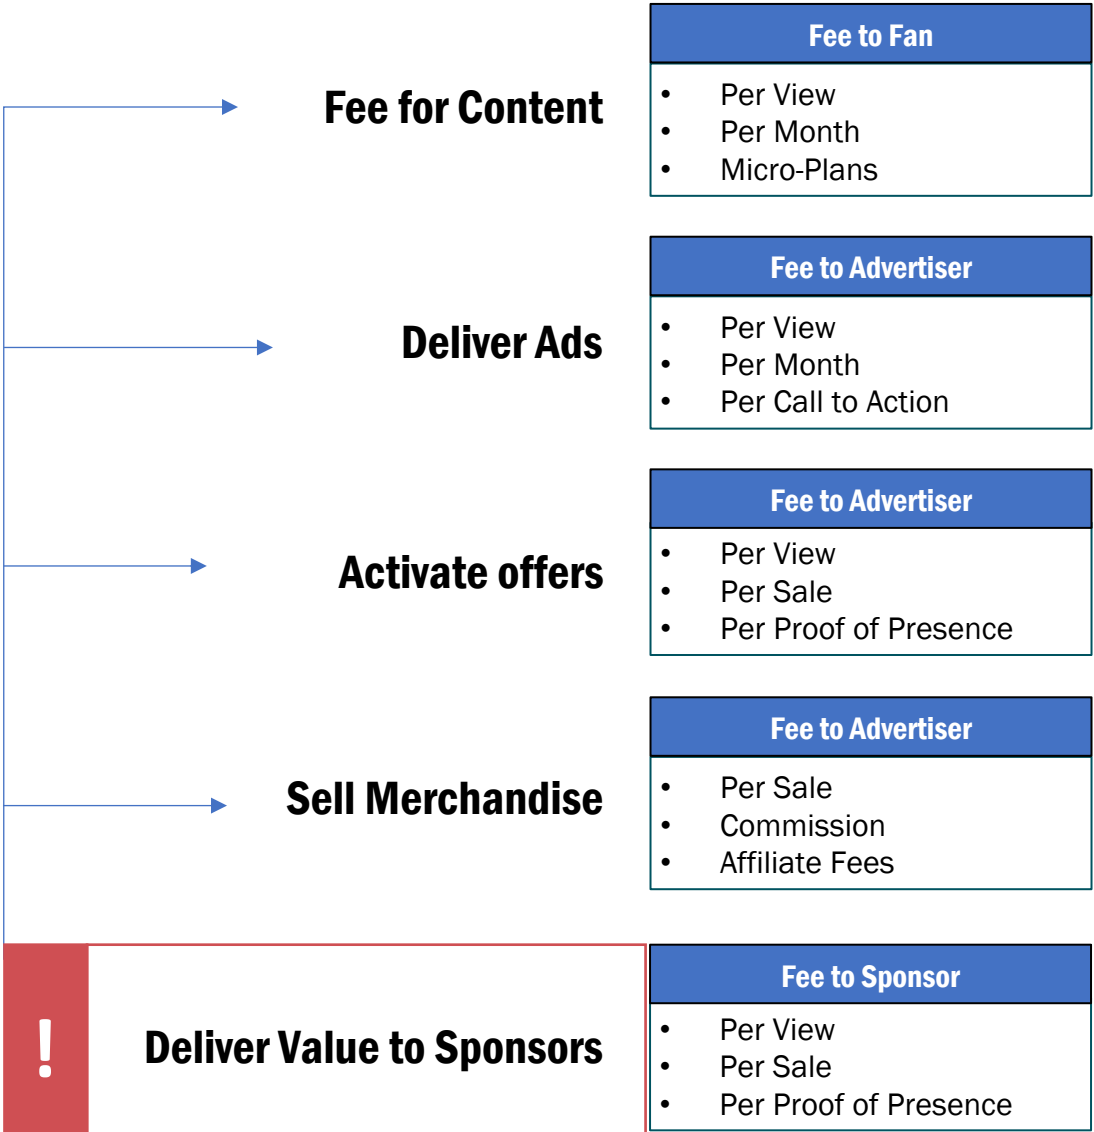 Fee for Content
Fee to Fan
• Per View
• Per Month
• Micro-Plans
Deliver Ads
Fee to Advertiser
• Per View
• Per Month
• Per Call to Action
Activate offers
Fee to Advertiser
• Per View
• Per Sale
• Per Proof of Presence
Sell Merchandise
Fee to Advertiser
• Per Sale
• Commission
• Affiliate Fees
!
Deliver Value to Sponsors
Fee to Sponsor
• Per View
• Per Sale
• Per Proof of Presence